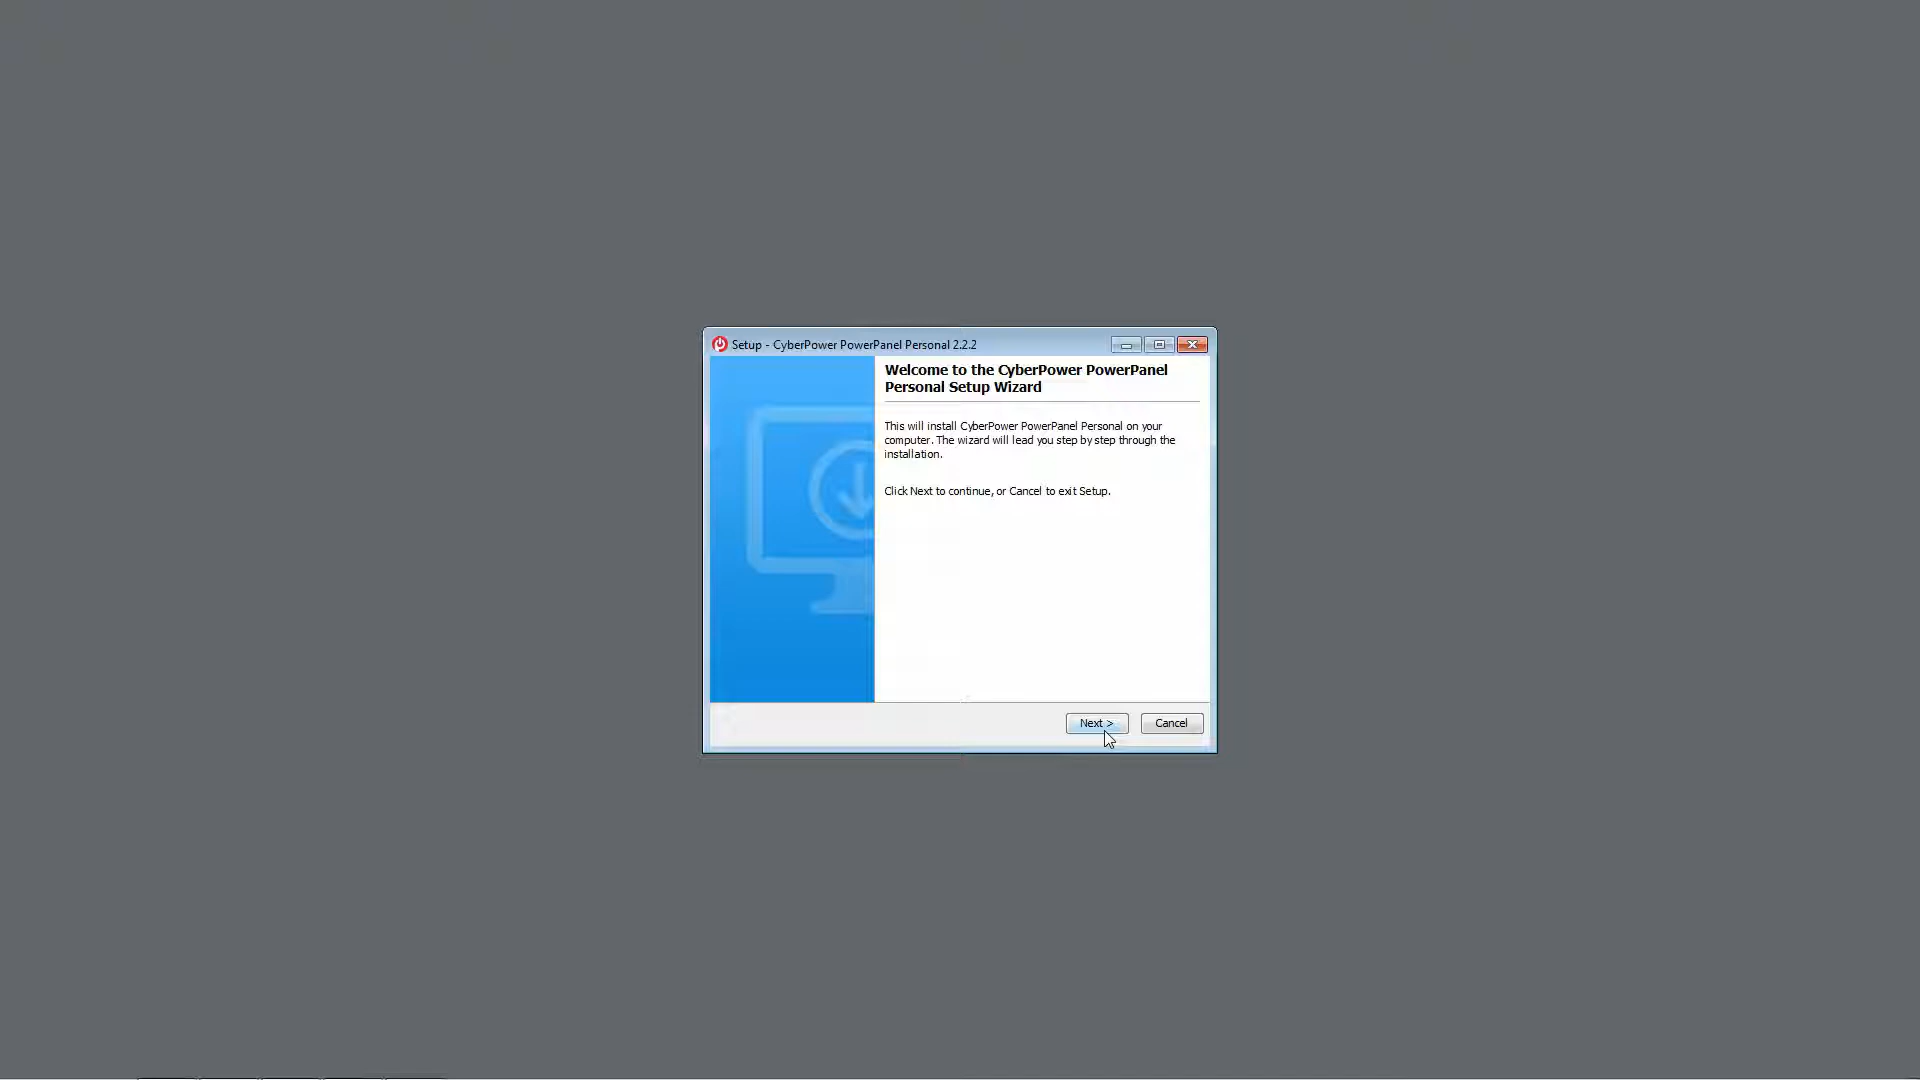 Setup - CyberPower PowerPanel Personal 2.2.2
Welcome to the CyberPower PowerPanel
Personal Setup Wizard
This will install CyberPower PowerPanel Personal on your
computer. The wizard will lead you step by step through the
installation.
Click Next to continue, or Cancel to exit Setup.
Next >
Cancel